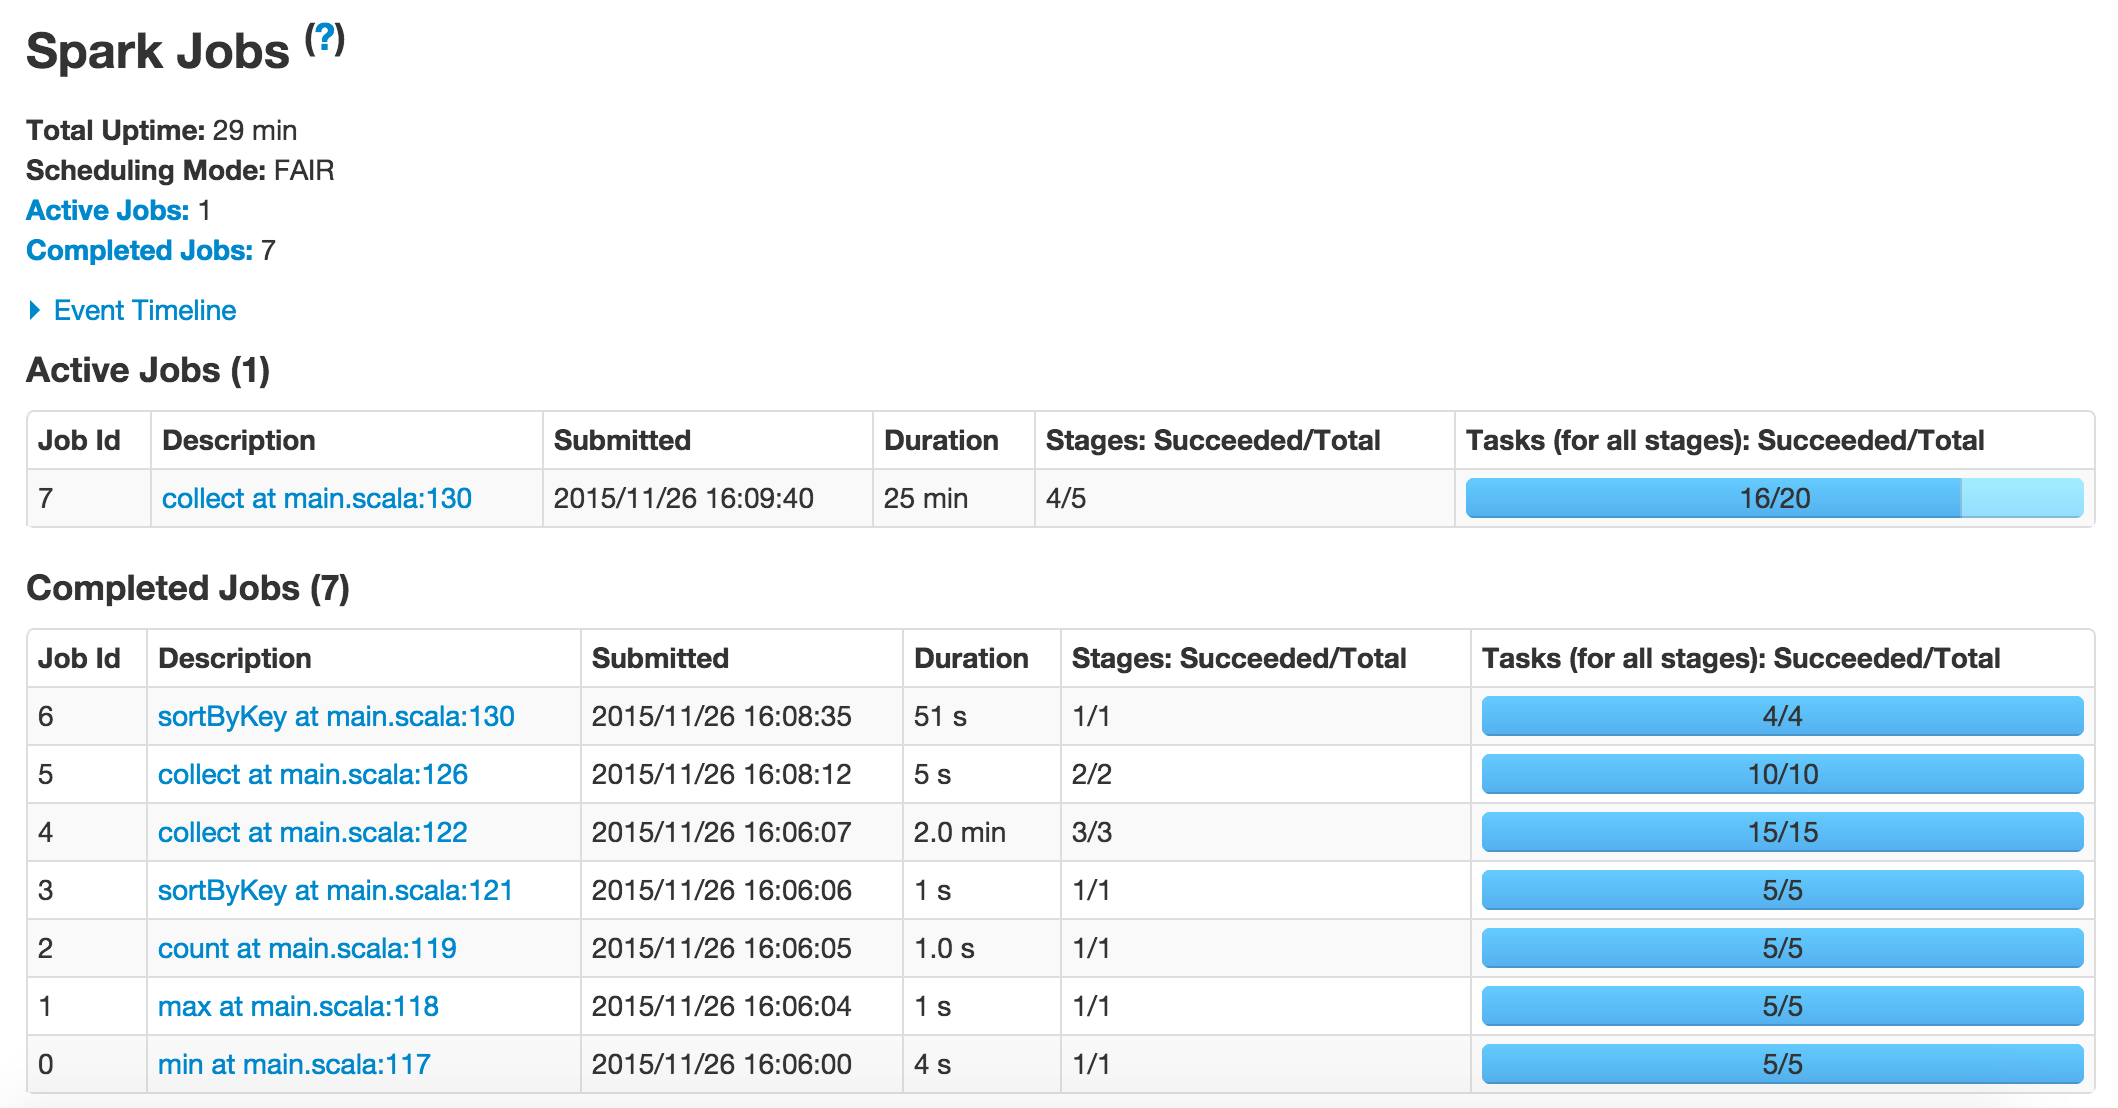 Spark Jobs (?)
Total Uptime: 29 min
Scheduling Mode: FAIR
Active Jobs: 1
Completed Jobs: 7
Event Timeline
Active Jobs (1)
Job Id Description Submitted Duration Stages: Succeeded/Total Tasks (for all stages): Succeeded/Total
7 collect at main.scala:130 2015/11/26 16:09:40 25 min 4/5 16/20
Completed Jobs (7)
Job Id Description Submitted Duration Stages: Succeeded/Total Tasks (for all stages): Succeeded/Total
6 sortByKey at main.scala:130 2015/11/26 16:08:35 51 s 1/1 4/4
5 collect at main.scala:126 2015/11/26 16:08:12 5 s 2/2 10/10
4 collect at main.scala:122 2015/11/26 16:06:07 2.0 min 3/3 15/15
3 sortByKey at main.scala:121 2015/11/26 16:06:06 1 s 1/1 5/5
2 count at main.scala:119 2015/11/26 16:06:05 1.0 s 1/1 5/5
1 max at main.scala:118 2015/11/26 16:06:04 1 s 1/1 5/5
0 min at main.scala:117 2015/11/26 16:06:00 4 s 1/1 5/5